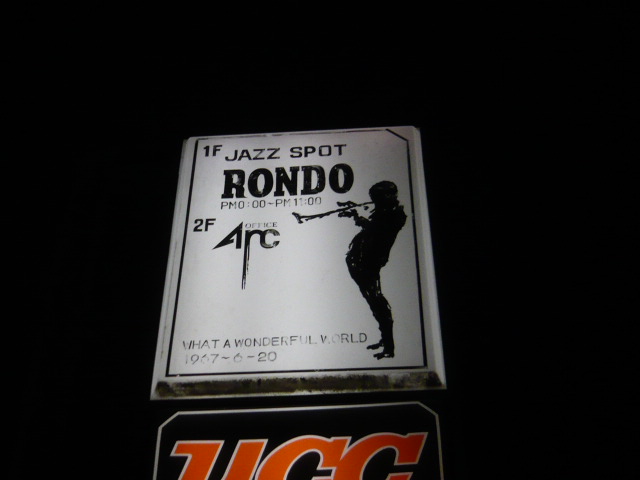 1F JAZZ SPOT
RONDO
PM0:00~PM11:00
2F OFFICE
Arc
WHAT A WONDERFUL WORLD
1967-6-20
UCC